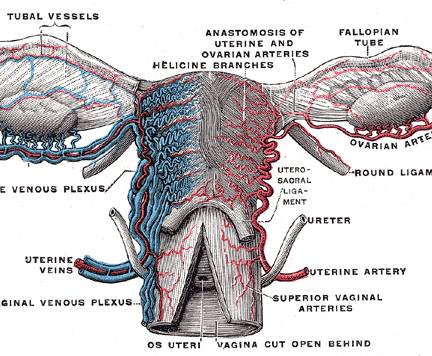 TUBAL VESSELS
ANASTOMOSIS OF
UTERINE AND
OVARIAN ARTERIES
HELICINE BRANCHES
FALLOPIAN
TUBE
OVARIAN ARTE
E VENOUS PLEXUS
UTERO-
SACRAL
LIGA-
MENT
ROUND LIGAM
URETER
UTERINE
VEINS
UTERINE ARTERY
GINAL VENOUS PLEXUS
SUPERIOR VAGINAL
ARTERIES
OS UTERI
VAGINA CUT OPEN BEHIND